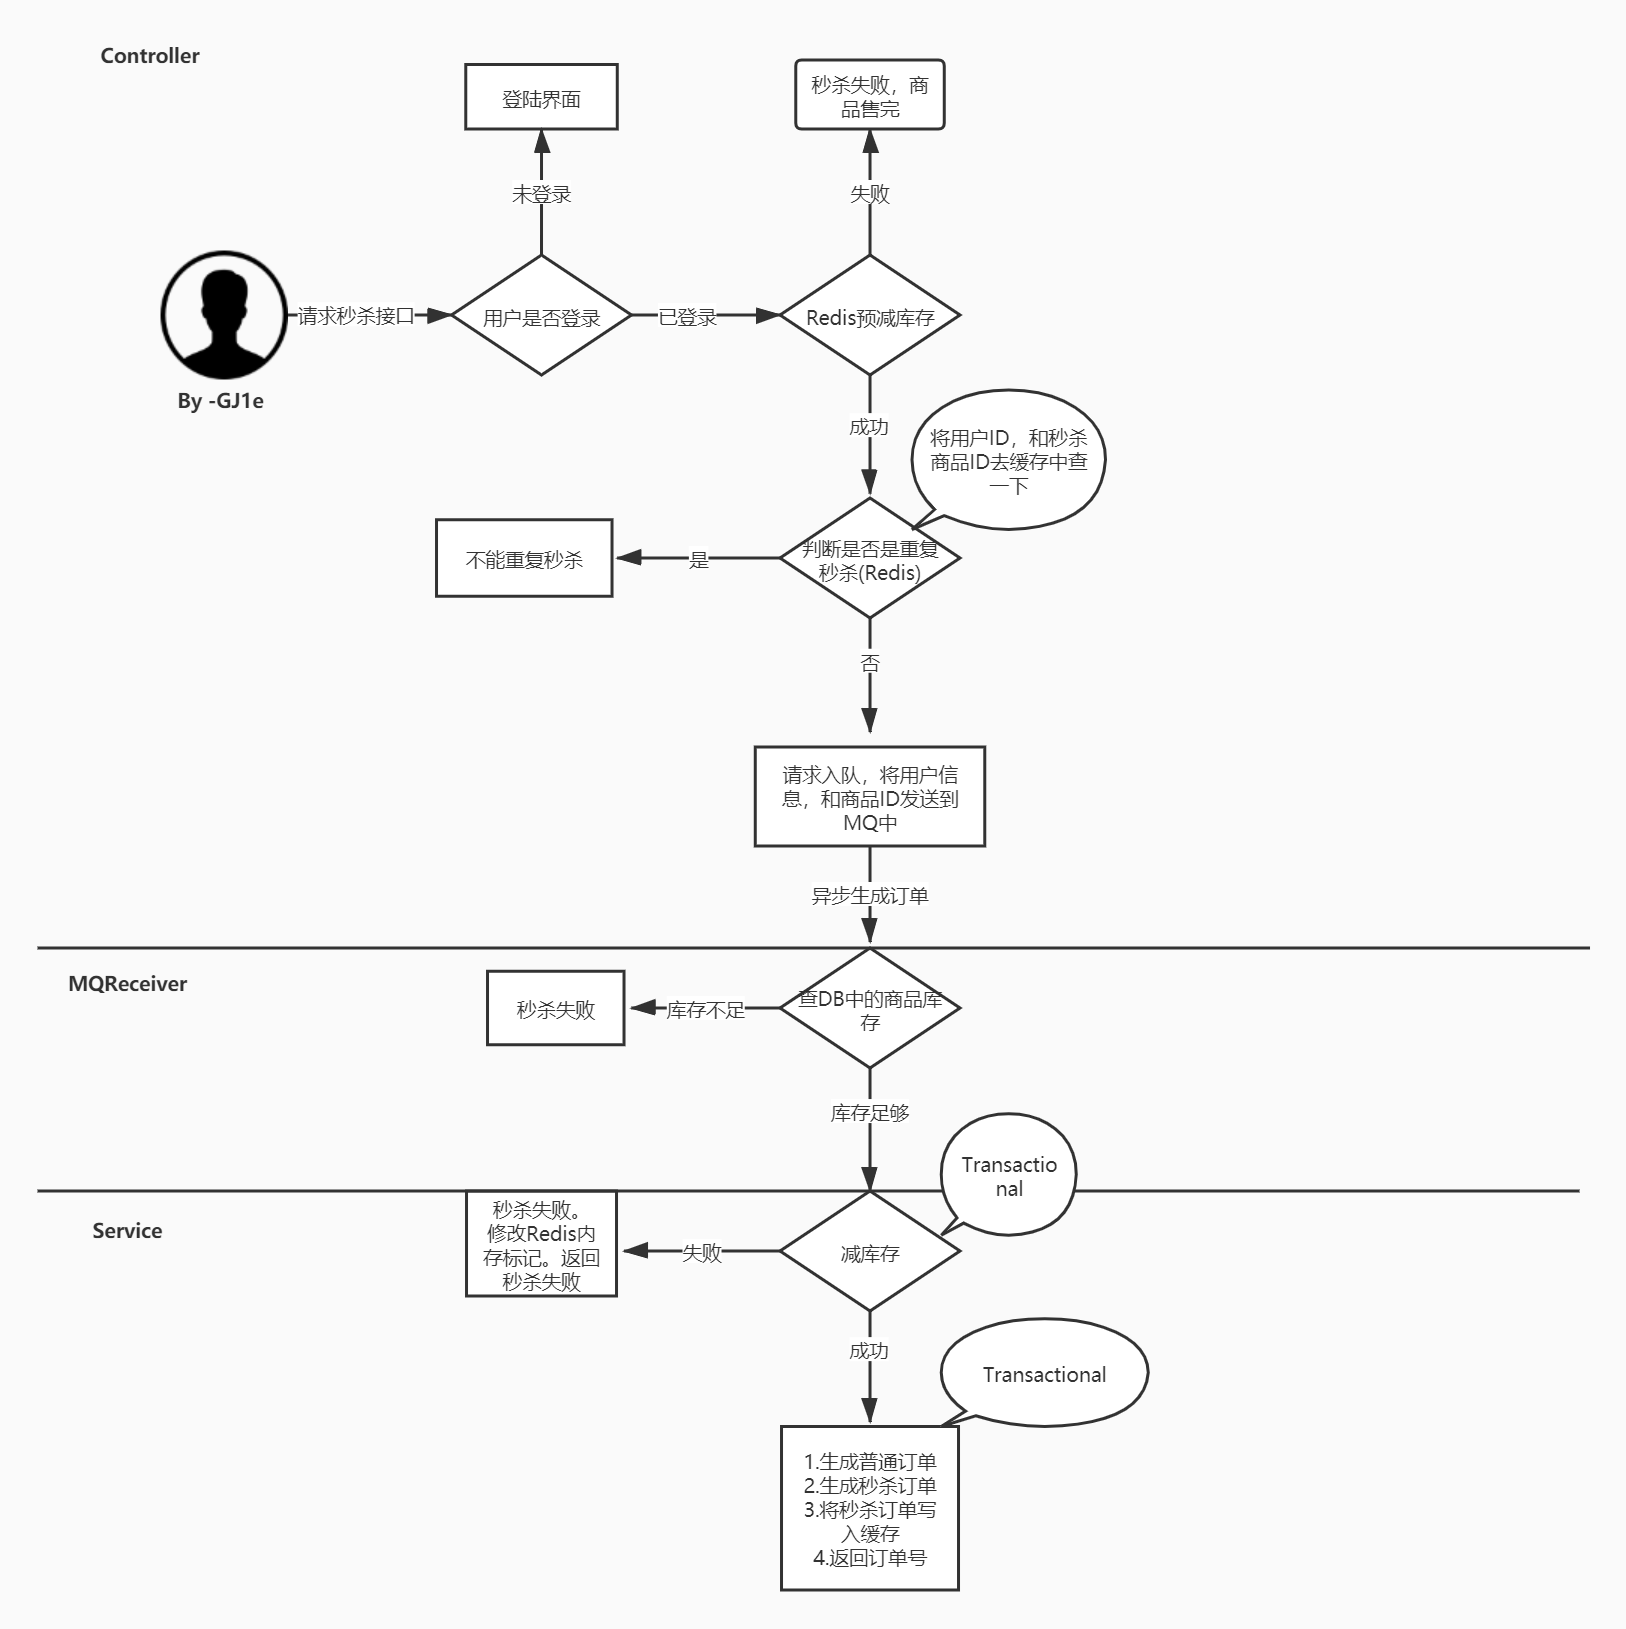 Controller
登陆界面
秒杀失败，商
品售完
未登录
失败
请求秒杀接口
用户是否登录
已登录
Redis预减库存
By -GJ1e
成功
将用户ID，和秒杀
商品ID去缓存中查
一下
不能重复秒杀
是
判断是否是重复
秒杀(Redis)
否
请求入队，将用户信
息，和商品ID发送到
MQ中
异步生成订单
MQReceiver
秒杀失败
库存不足
查DB中的商品库
存
库存足够
Transactio
nal
Service
秒杀失败。
修改Redis内
存标记。返回
秒杀失败
失败
减库存
成功
Transactional
1.生成普通订单
2.生成秒杀订单
3.将秒杀订单写
入缓存
4.返回订单号